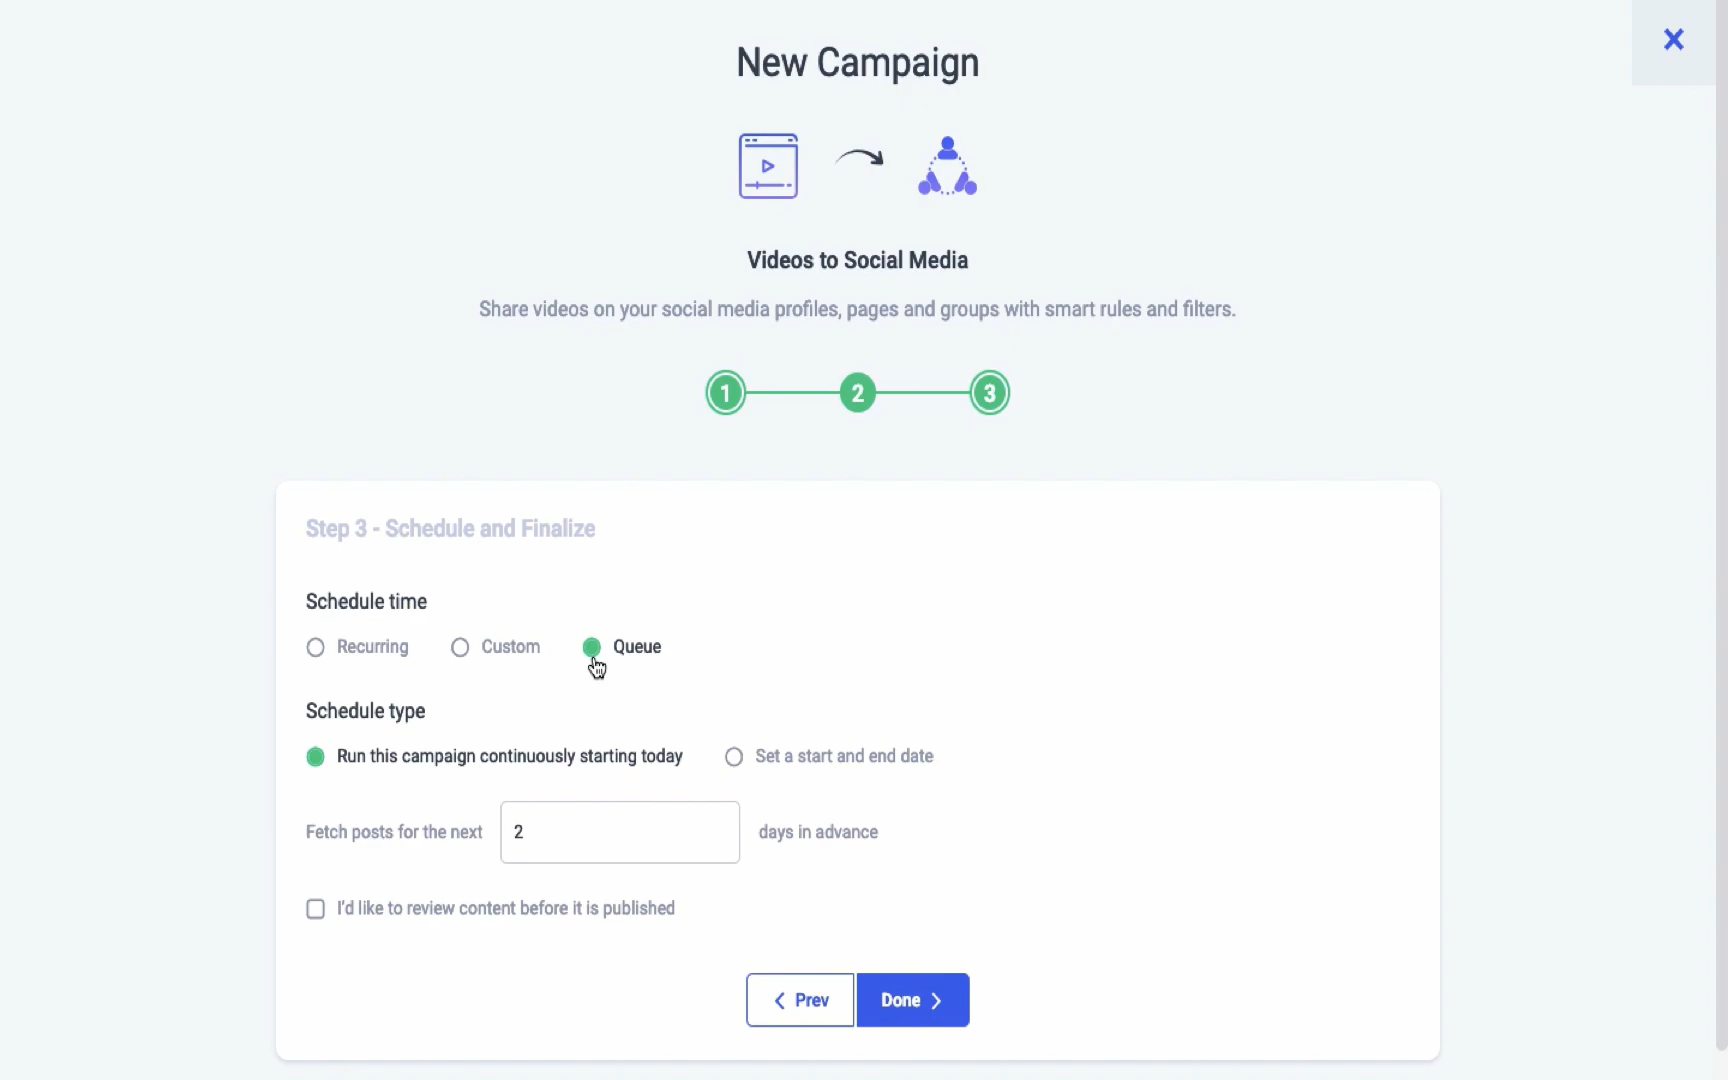 New Campaign
Videos to Social Media
Share videos on your social media profiles, pages and groups with smart rules and filters.
1 2 3
Step 3 - Schedule and Finalize
Schedule time
Recurring Custom Queue
Schedule type
Run this campaign continuously starting today Set a start and end date
Fetch posts for the next 2 days in advance
I'd like to review content before it is published
Prev Done